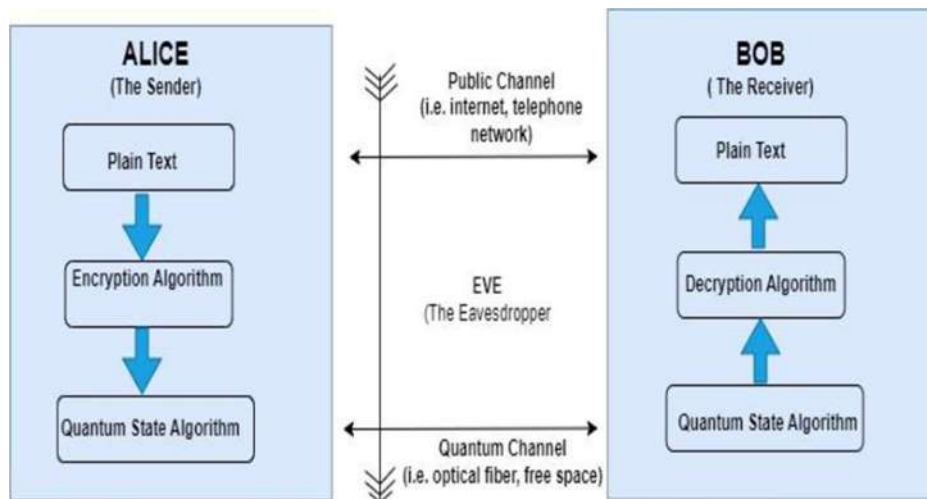 ALICE
(The Sender)
Plain Text
Encryption Algorithm
Quantum State Algorithm
Public Channel
(i.e. internet, telephone
network)
EVE
(The Eavesdropper
Quantum Channel
(i.e. optical fiber, free space)
BOB
( The Receiver)
Plain Text
Decryption Algorithm
Quantum State Algorithm